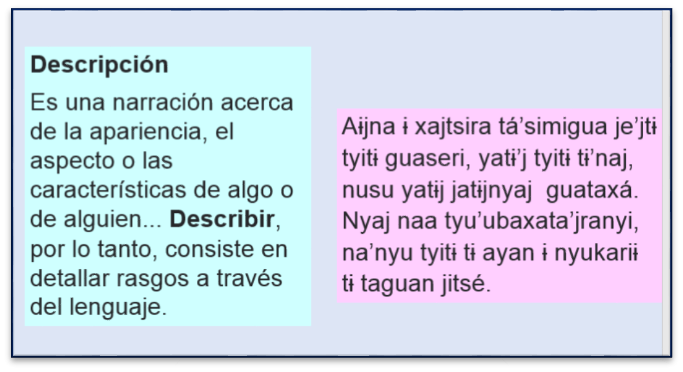 Descripción
Es una narración acerca
de la apariencia, el
aspecto o las
características de algo o
de alguien... Describir,
por lo tanto, consiste en
detallar rasgos a través
del lenguaje.
Aɨjna ɨ xajtsira tá’simigua je’jtɨ
tyitɨ guaseri, yatɨ’j tyitɨ tɨ’naj,
nusu yatɨj jatɨjnyaj guataxá.
Nyaj naa tyu’ubaxata’jranyi,
na’nyu tyitɨ tɨ ayan ɨ nyukariɨ
tɨ taguan jitsé.